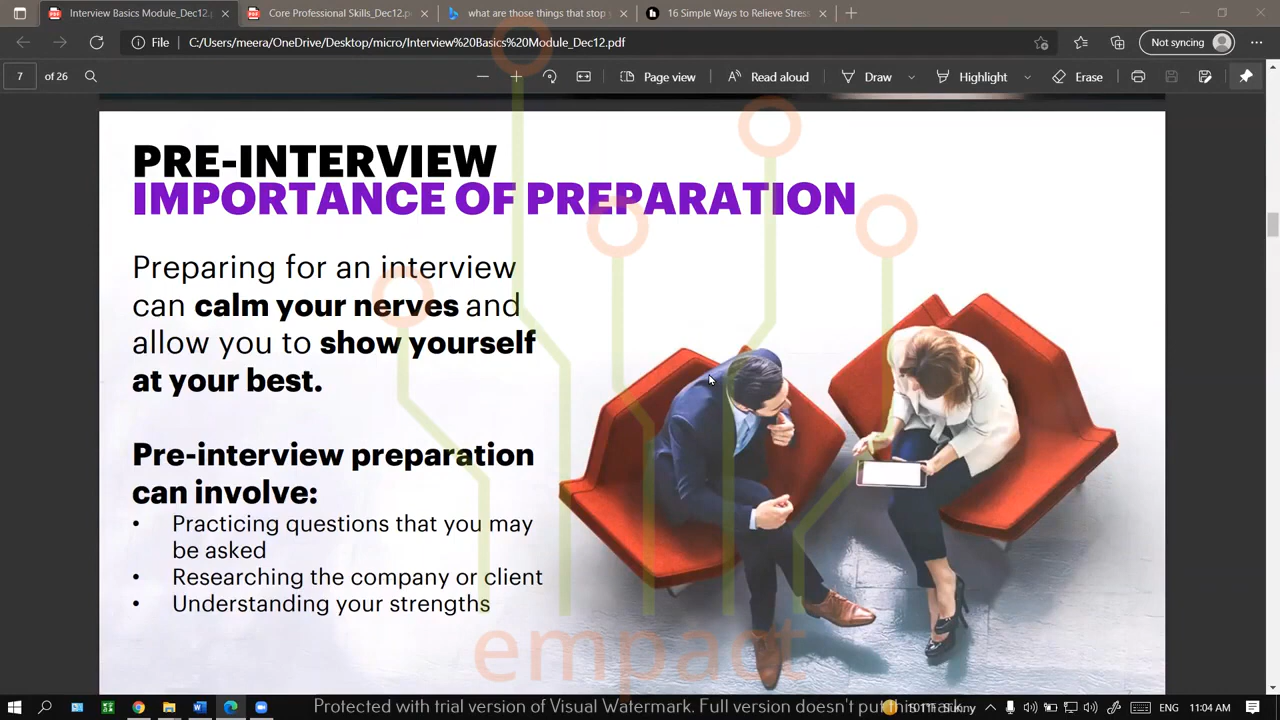 Interview Basics Module_Dec12.p
Core Professional Skills_Dec12.p
what are those things that stop
16 Simple Ways to Relieve Stres
File C:/Users/meera/OneDrive/Desktop/micro/Interview%20Basics%20Module_Dec12.pdf Not syncing
7 of 26 Page view Read aloud Draw Highlight Erase
PRE-INTERVIEW
IMPORTANCE OF PREPARATION
Preparing for an interview
can calm your nerves and
allow you to show yourself
at your best.
Pre-interview preparation
can involve:
• Practicing questions that you may
be asked
• Researching the company or client
• Understanding your strengths
empact
Protected with trial version of Visual Watermark. Full version doesn't put this mark.
ENG 11:04 AM